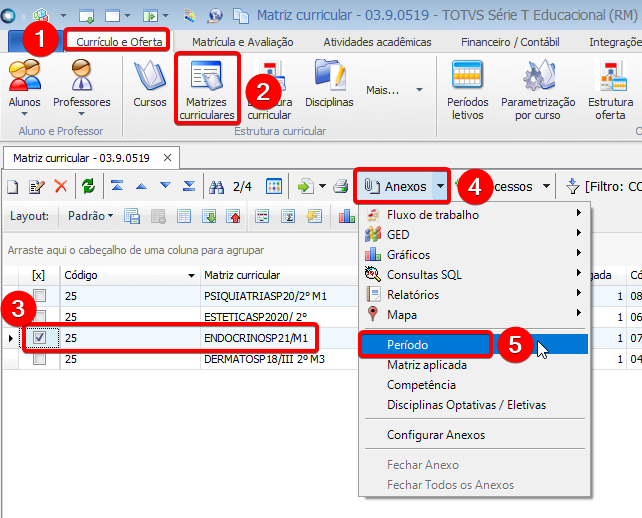 Matriz curricular - 03.9.0519 - TOTVS Série T Educacional (RM)
1
Currículo e Oferta
Matrícula e Avaliação
Atividades acadêmicas
Financeiro / Contábil
Integraçõe
Alunos
Professores
Cursos
Matrizes
curriculares
2
curricular
Disciplinas
Mais...
Períodos
letivos
Parametrização
por curso
Estrutura
oferta
Aluno e Professor
Estrutura curricular
O
Matriz curricular - 03.9.0519
2/4
Anexos
4
ocessos
[Filtro: CO
Layout:
Padrão
Arraste aqui o cabeçalho de uma coluna para agrupar
[x]
Código
Matriz curricular
gada
Có
3
25
PSIQUIATRIASP20/2º M1
1
08
25
ESTETICASP2020/ 2º
1
06
25
ENDOCRINOSP21/M1
1
07
25
DERMATOSP18/III 2º M3
1
04
Fluxo de trabalho
GED
Gráficos
Consultas SQL
Relatórios
Mapa
Período
5
Matriz aplicada
Competência
Disciplinas Optativas / Eletivas
Configurar Anexos
Fechar Anexo
Fechar Todos os Anexos